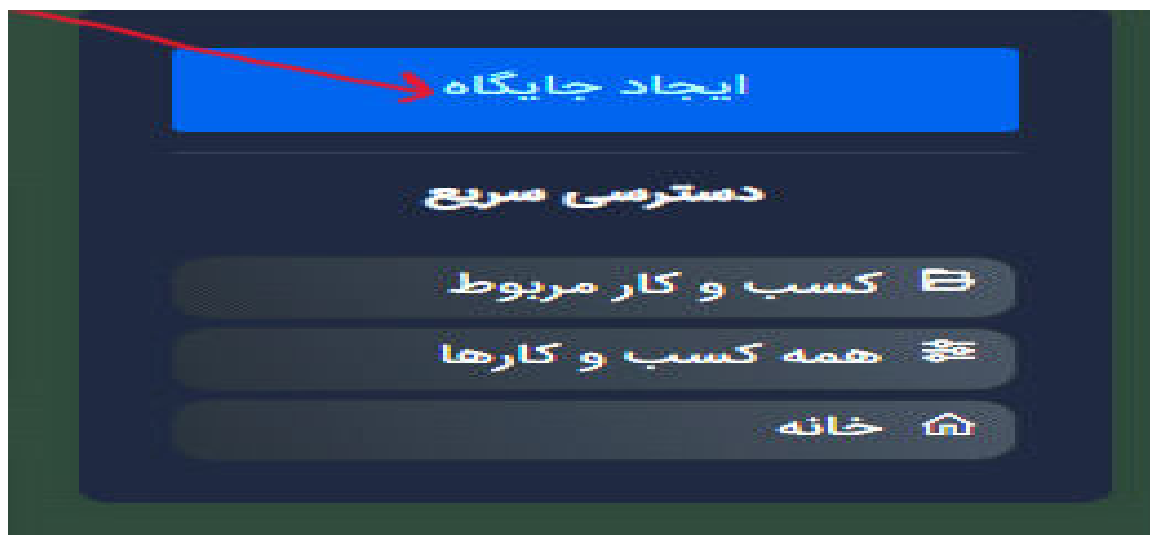 ایجاد جایگاه
دسترسی سریع
کسب و کار مربوط
همه کسب و کارها
خانه